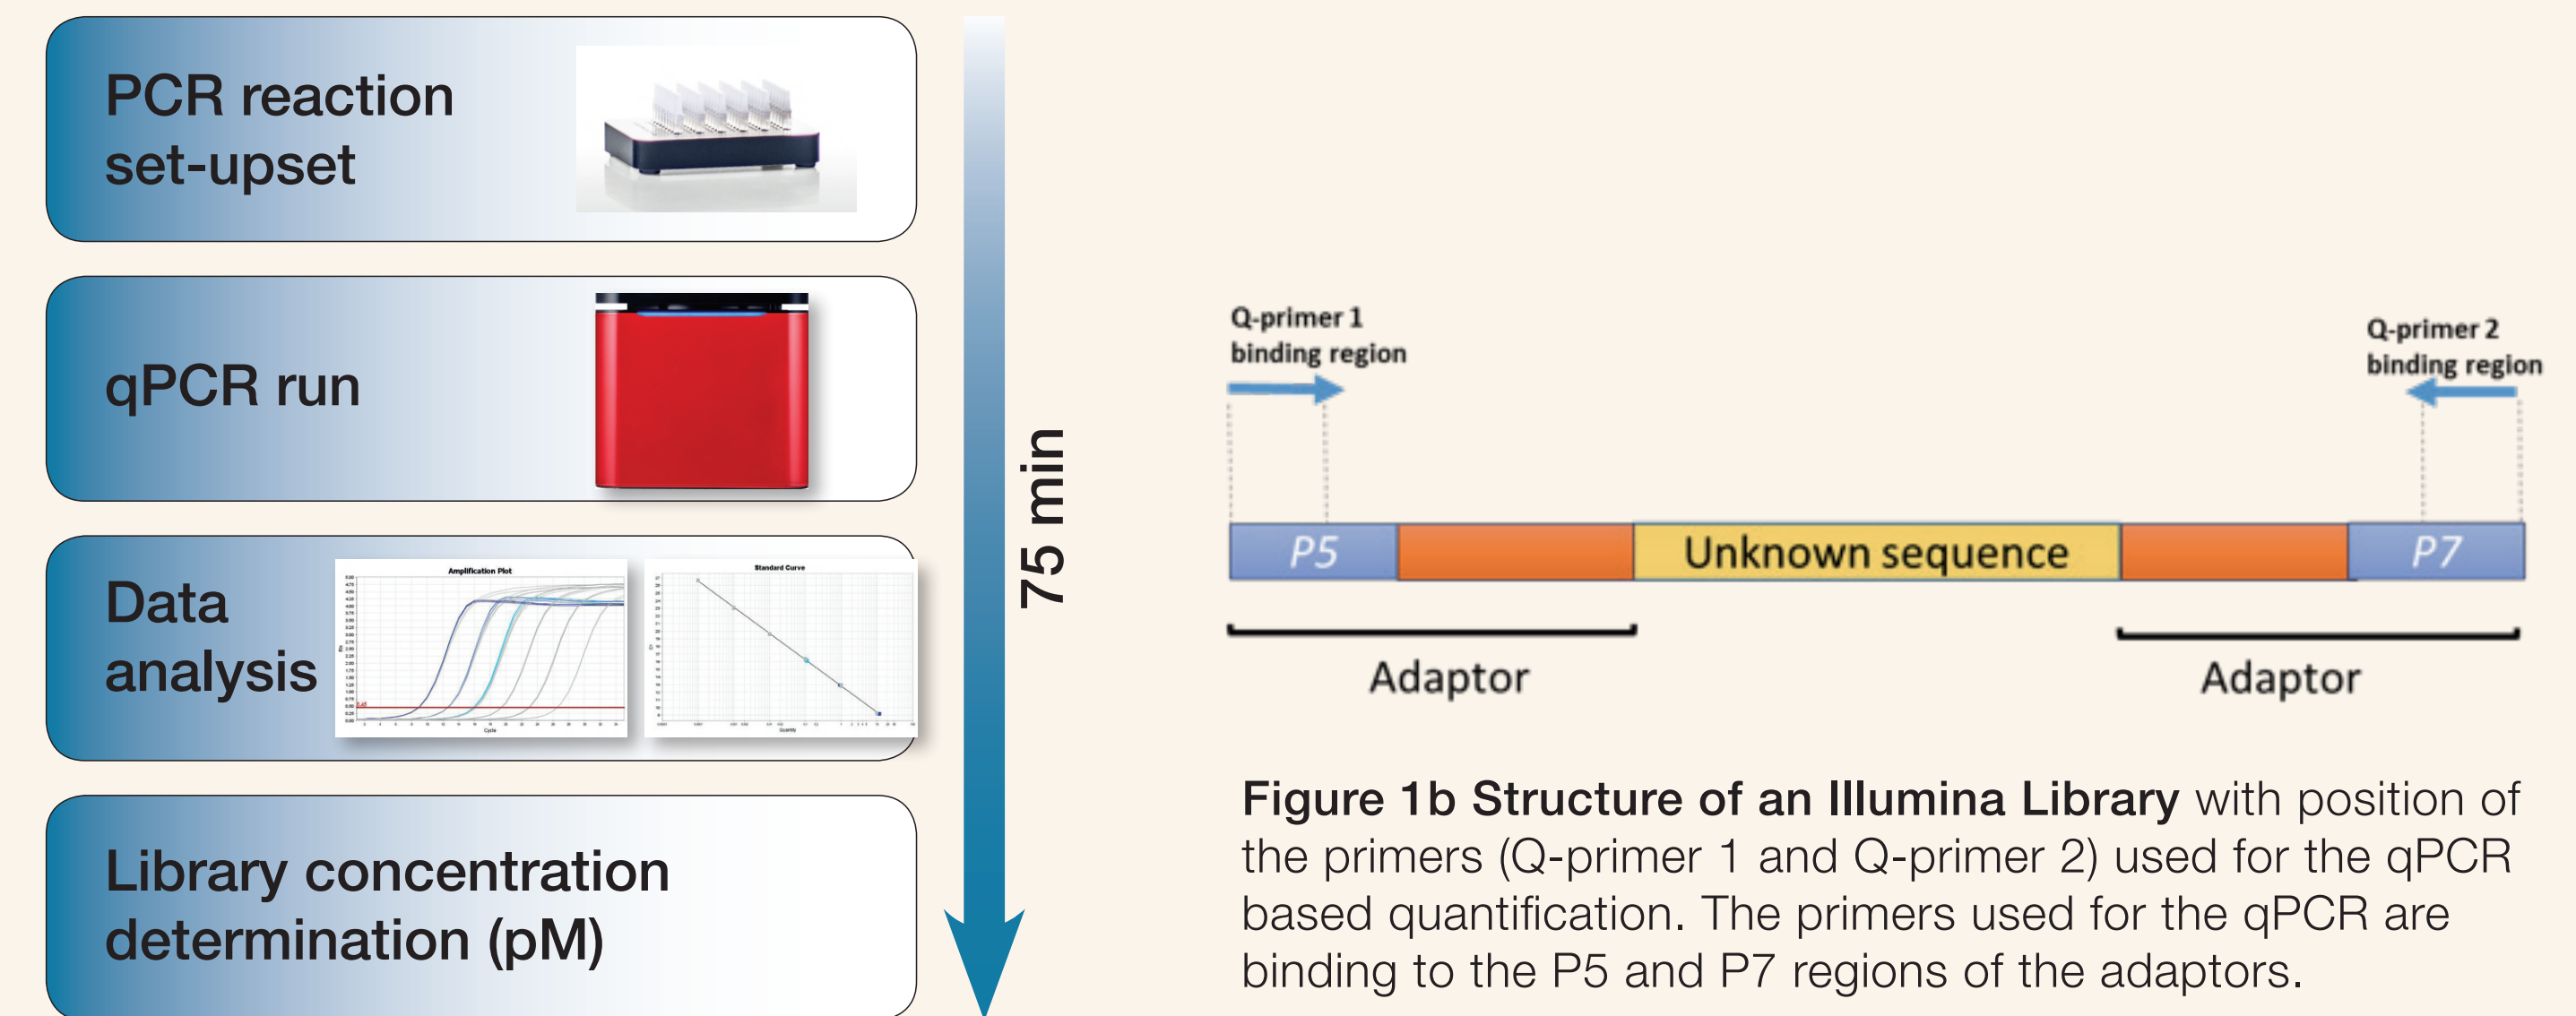 PCR reaction
set-upset
qPCR run
Data
analysis
Amplification Plot
Cycle
Standard Curve
Quantity
Library concentration
determination (pM)
75 min
Q-primer 1
binding region
Q-primer 2
binding region
P5
Unknown sequence
P7
Adaptor
Adaptor
Figure 1b Structure of an Illumina Library with position of
the primers (Q-primer 1 and Q-primer 2) used for the qPCR
based quantification. The primers used for the qPCR are
binding to the P5 and P7 regions of the adaptors.